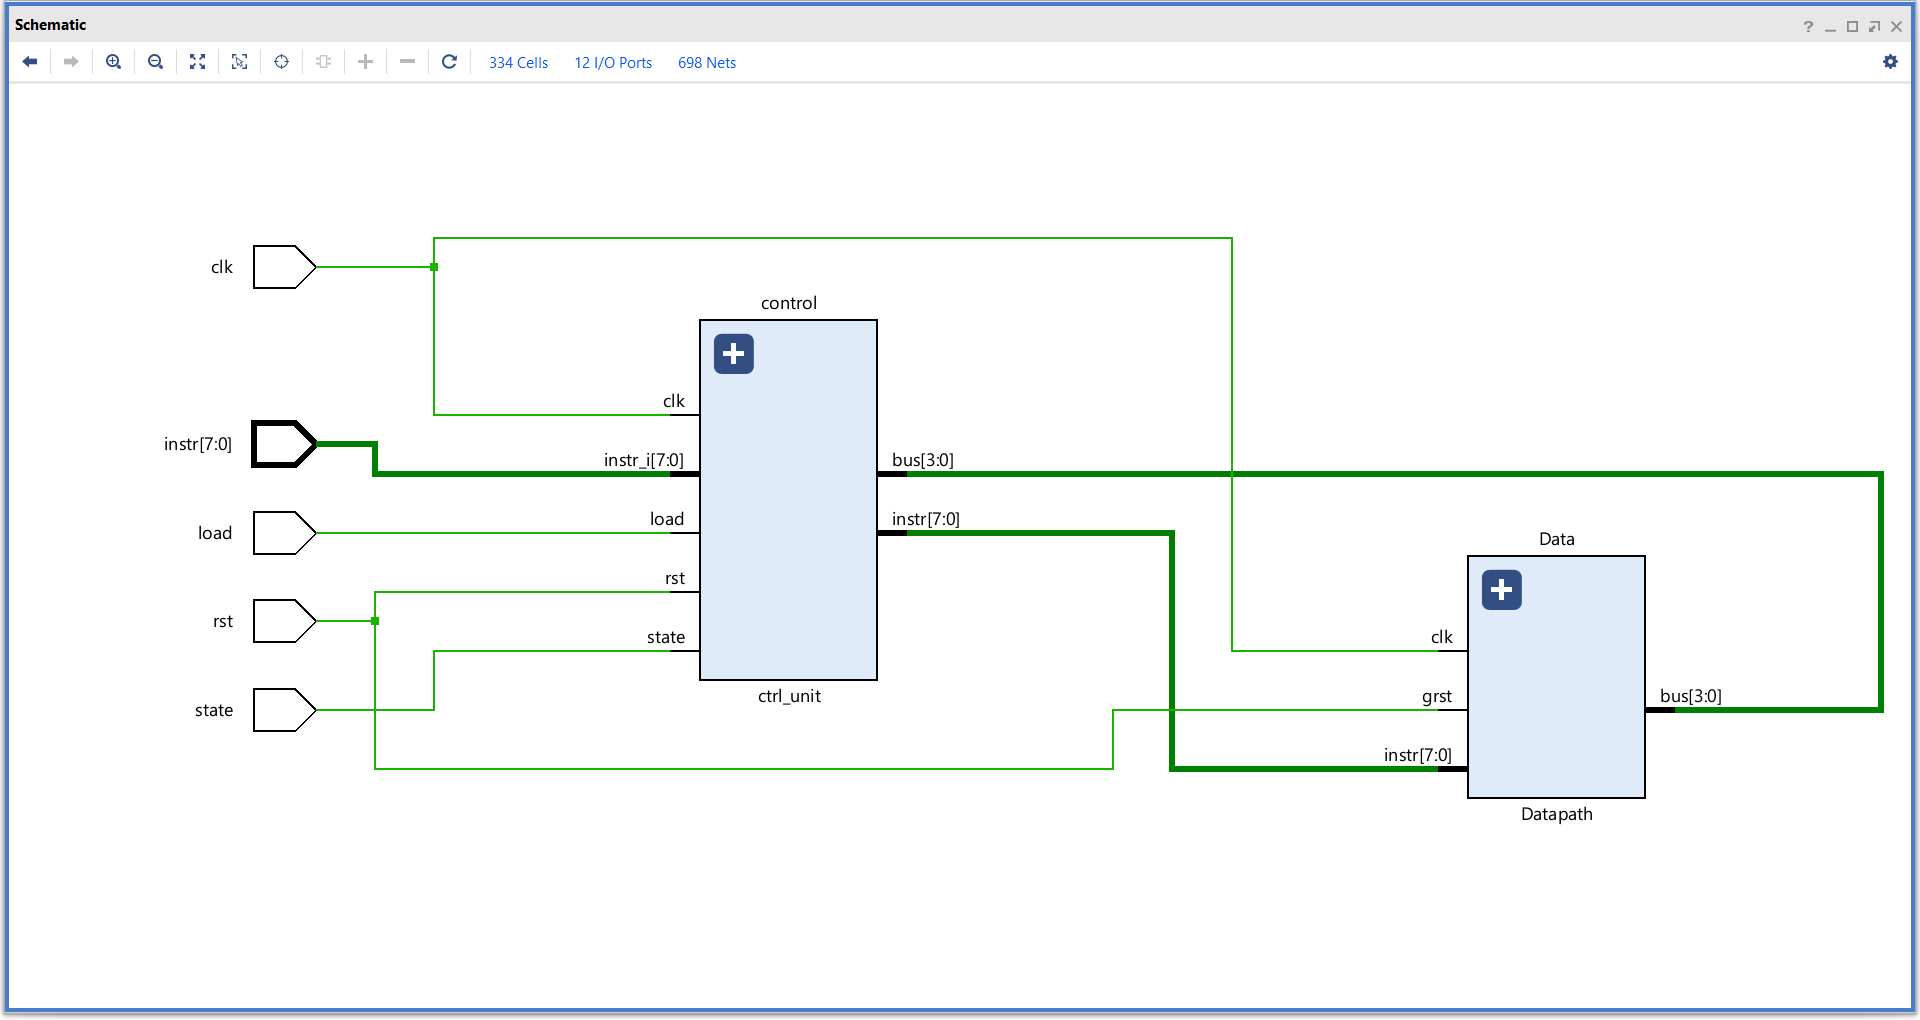 Schematic
334 Cells 12 I/O Ports 698 Nets
clk
control
clk
instr[7:0]
instr_i[7:0]
bus[3:0]
load
load
instr[7:0]
Data
rst
rst
state
state
clk
ctrl_unit
grst
bus[3:0]
instr[7:0]
Datapath